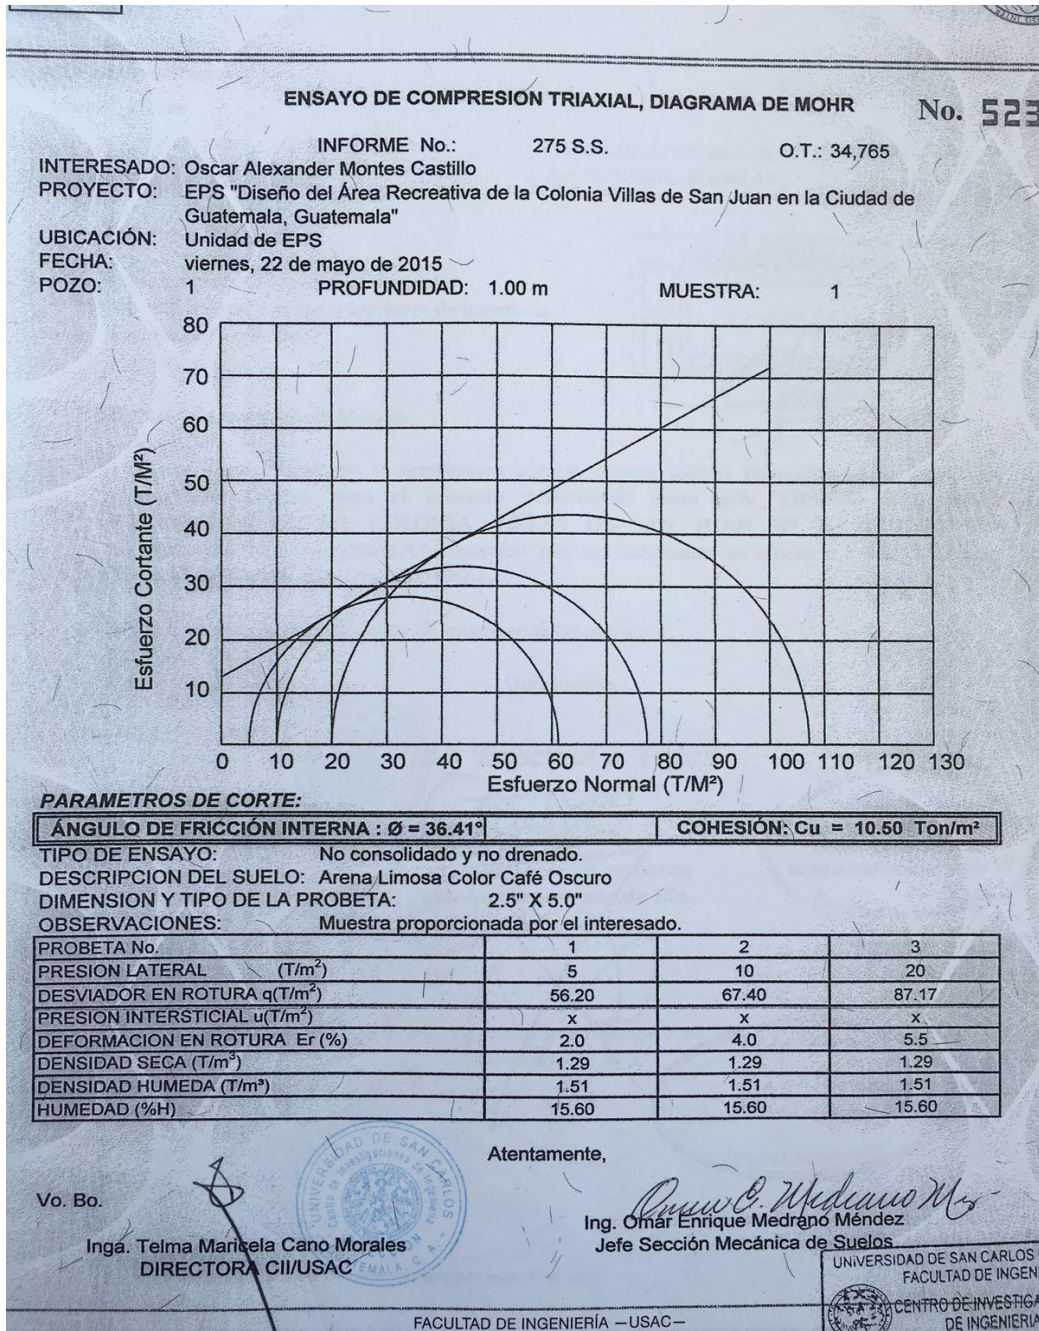 ENSAYO DE COMPRESION TRIAXIAL, DIAGRAMA DE MOHR
No. 523
INFORME No.: 275 S.S. O.T.: 34,765
INTERESADO: Oscar Alexander Montes Castillo
PROYECTO: EPS "Diseño del Área Recreativa de la Colonia Villas de San Juan en la Ciudad de
Guatemala, Guatemala"
UBICACIÓN: Unidad de EPS
FECHA: viernes, 22 de mayo de 2015
POZO: 1 PROFUNDIDAD: 1.00 m MUESTRA: 1
80
70
60
50
40
30
20
10
Esfuerzo Cortante (T/M²)
0 10 20 30 40 50 60 70 80 90 100 110 120 130
Esfuerzo Normal (T/M²)
PARAMETROS DE CORTE:
ÁNGULO DE FRICCIÓN INTERNA : Ø = 36.41° COHESIÓN: Cu = 10.50 Ton/m²
TIPO DE ENSAYO: No consolidado y no drenado.
DESCRIPCION DEL SUELO: Arena Limosa Color Café Oscuro
DIMENSION Y TIPO DE LA PROBETA: 2.5" X 5.0"
OBSERVACIONES: Muestra proporcionada por el interesado.
PROBETA No. 1 2 3
PRESION LATERAL (T/m²) 5 10 20
DESVIADOR EN ROTURA q(T/m²) 56.20 67.40 87.17
PRESION INTERSTICIAL u(T/m²) x x x
DEFORMACION EN ROTURA Er (%) 2.0 4.0 5.5
DENSIDAD SECA (T/m³) 1.29 1.29 1.29
DENSIDAD HUMEDA (T/m³) 1.51 1.51 1.51
HUMEDAD (%H) 15.60 15.60 15.60
Atentamente,
Vo. Bo.
UNIVERSIDAD DE SAN CARLOS
Centro de Investigaciones de Ingeniería
Ing. Omar Enrique Medrano Méndez
Jefe Sección Mecánica de Suelos
Inga. Telma Maricela Cano Morales
DIRECTORA CII/USAC
UNIVERSIDAD DE SAN CARLOS
FACULTAD DE INGEN
CENTRO DE INVESTIGA
DE INGENIERIA
FACULTAD DE INGENIERÍA —USAC—